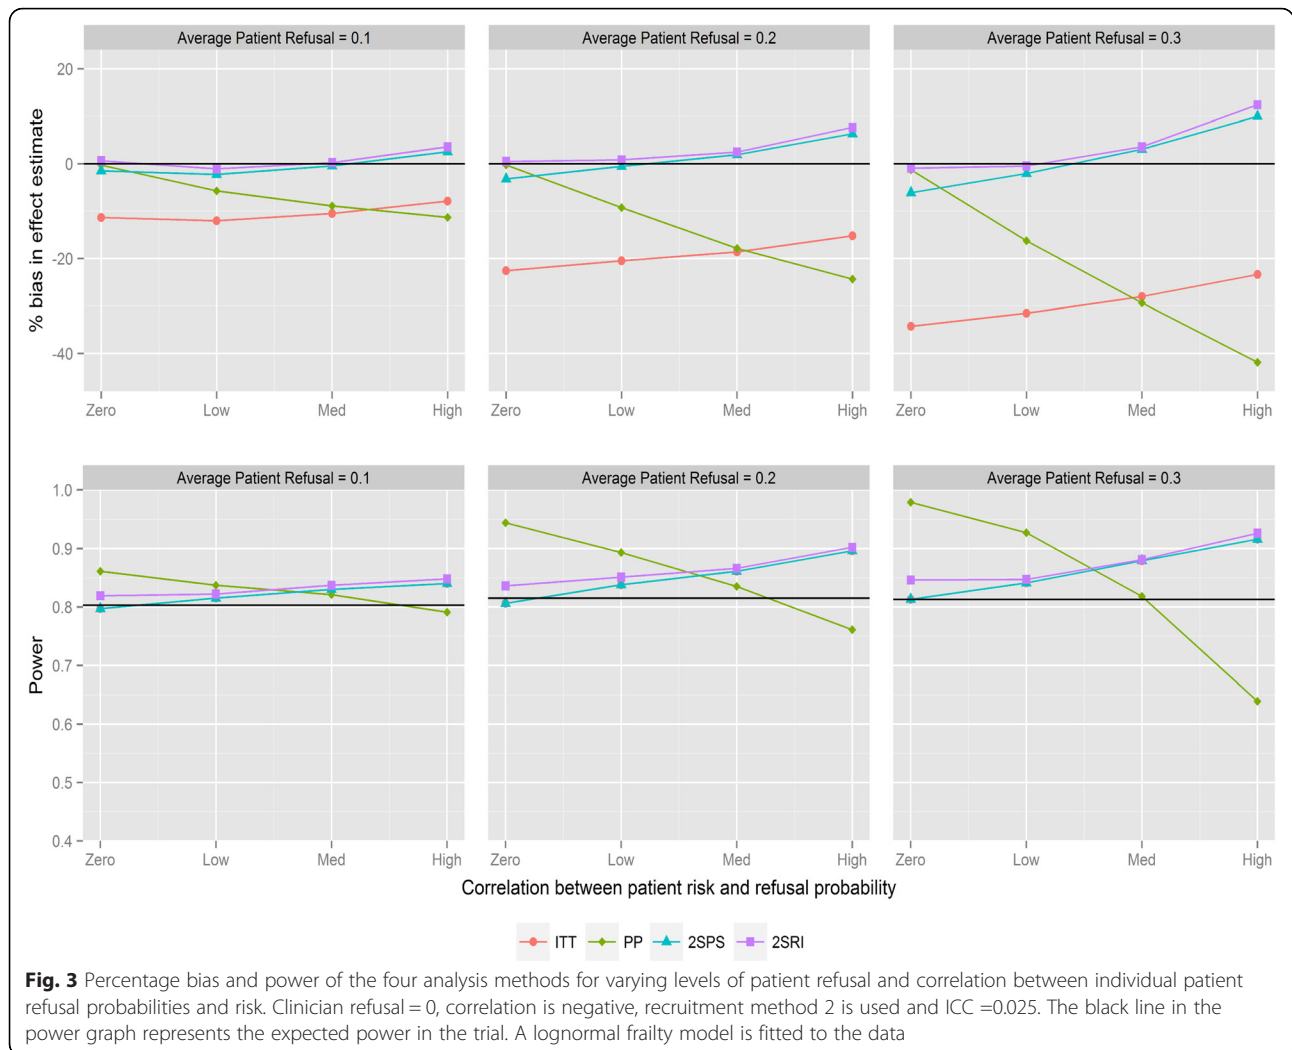 Average Patient Refusal = 0.1
Average Patient Refusal = 0.2
Average Patient Refusal = 0.3
% bias in effect estimate
20
0
-20
-40
Zero Low Med High
Zero Low Med High
Zero Low Med High
Average Patient Refusal = 0.1
Average Patient Refusal = 0.2
Average Patient Refusal = 0.3
Power
1.0
0.9
0.8
0.7
0.6
0.5
0.4
Zero Low Med High
Zero Low Med High
Zero Low Med High
Correlation between patient risk and refusal probability
ITT PP 2SPS 2SRI
Fig. 3 Percentage bias and power of the four analysis methods for varying levels of patient refusal and correlation between individual patient
refusal probabilities and risk. Clinician refusal = 0, correlation is negative, recruitment method 2 is used and ICC =0.025. The black line in the
power graph represents the expected power in the trial. A lognormal frailty model is fitted to the data